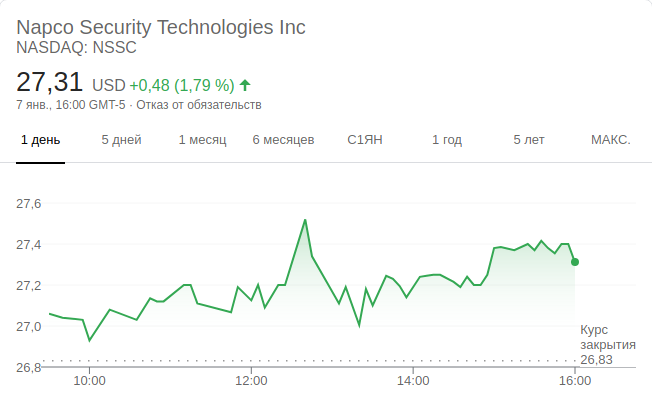 Napco Security Technologies Inc
NASDAQ: NSSC
27,31 USD +0,48 (1,79 %)
7 янв., 16:00 GMT-5 · Отказ от обязательств
1 день 5 дней 1 месяц 6 месяцев С1ЯН 1 год 5 лет МАКС.
27,6
27,4
27,2
27,0
26,8
Курс
закрытия
26,83
10:00 12:00 14:00 16:00